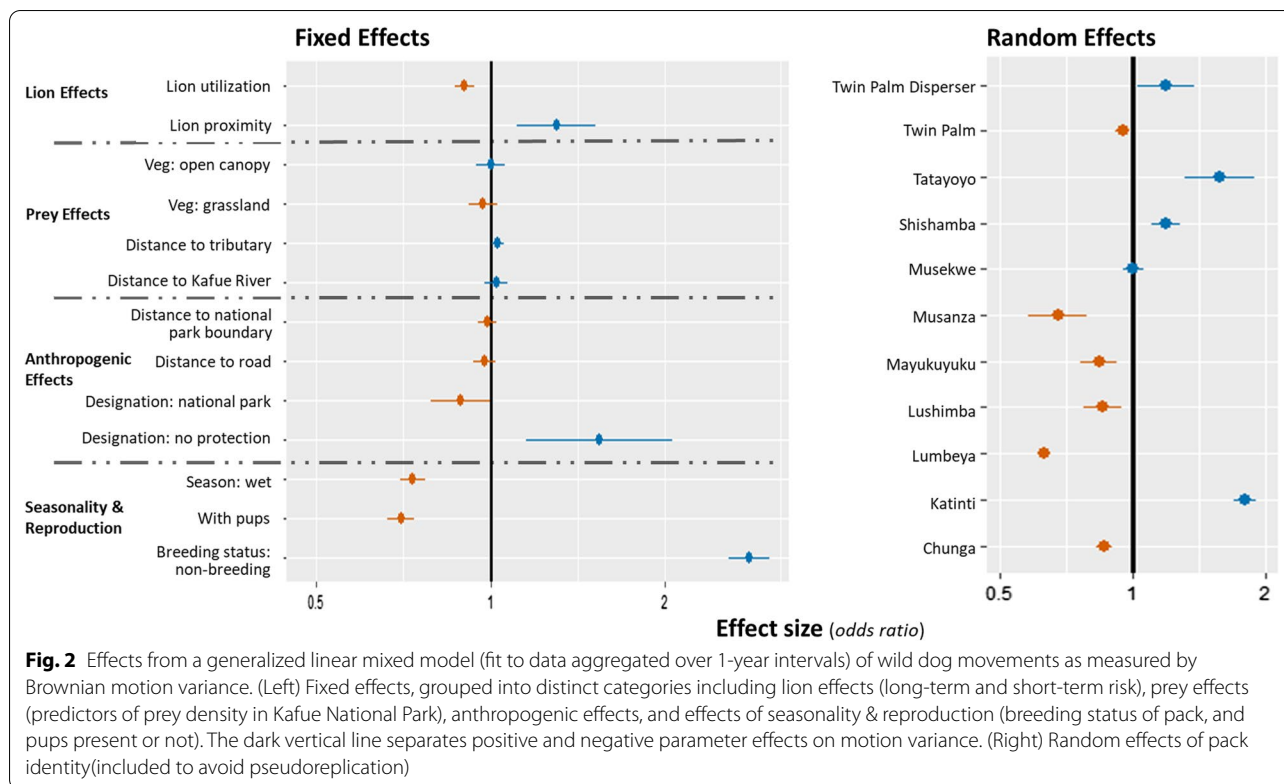 Fixed Effects
Lion Effects
Lion utilization
Lion proximity
Prey Effects
Veg: open canopy
Veg: grassland
Distance to tributary
Distance to Kafue River
Anthropogenic
Effects
Distance to national
park boundary
Distance to road
Designation: national park
Designation: no protection
Seasonality &
Reproduction
Season: wet
With pups
Breeding status:
non-breeding
0.5 1 2
Random Effects
Twin Palm Disperser
Twin Palm
Tatayoyo
Shishamba
Musekwe
Musanza
Mayukuyuku
Lushimba
Lumbeya
Katinti
Chunga
0.5 1 2
Effect size (odds ratio)
Fig. 2 Effects from a generalized linear mixed model (fit to data aggregated over 1-year intervals) of wild dog movements as measured by
Brownian motion variance. (Left) Fixed effects, grouped into distinct categories including lion effects (long-term and short-term risk), prey effects
(predictors of prey density in Kafue National Park), anthropogenic effects, and effects of seasonality & reproduction (breeding status of pack, and
pups present or not). The dark vertical line separates positive and negative parameter effects on motion variance. (Right) Random effects of pack
identity(included to avoid pseudoreplication)